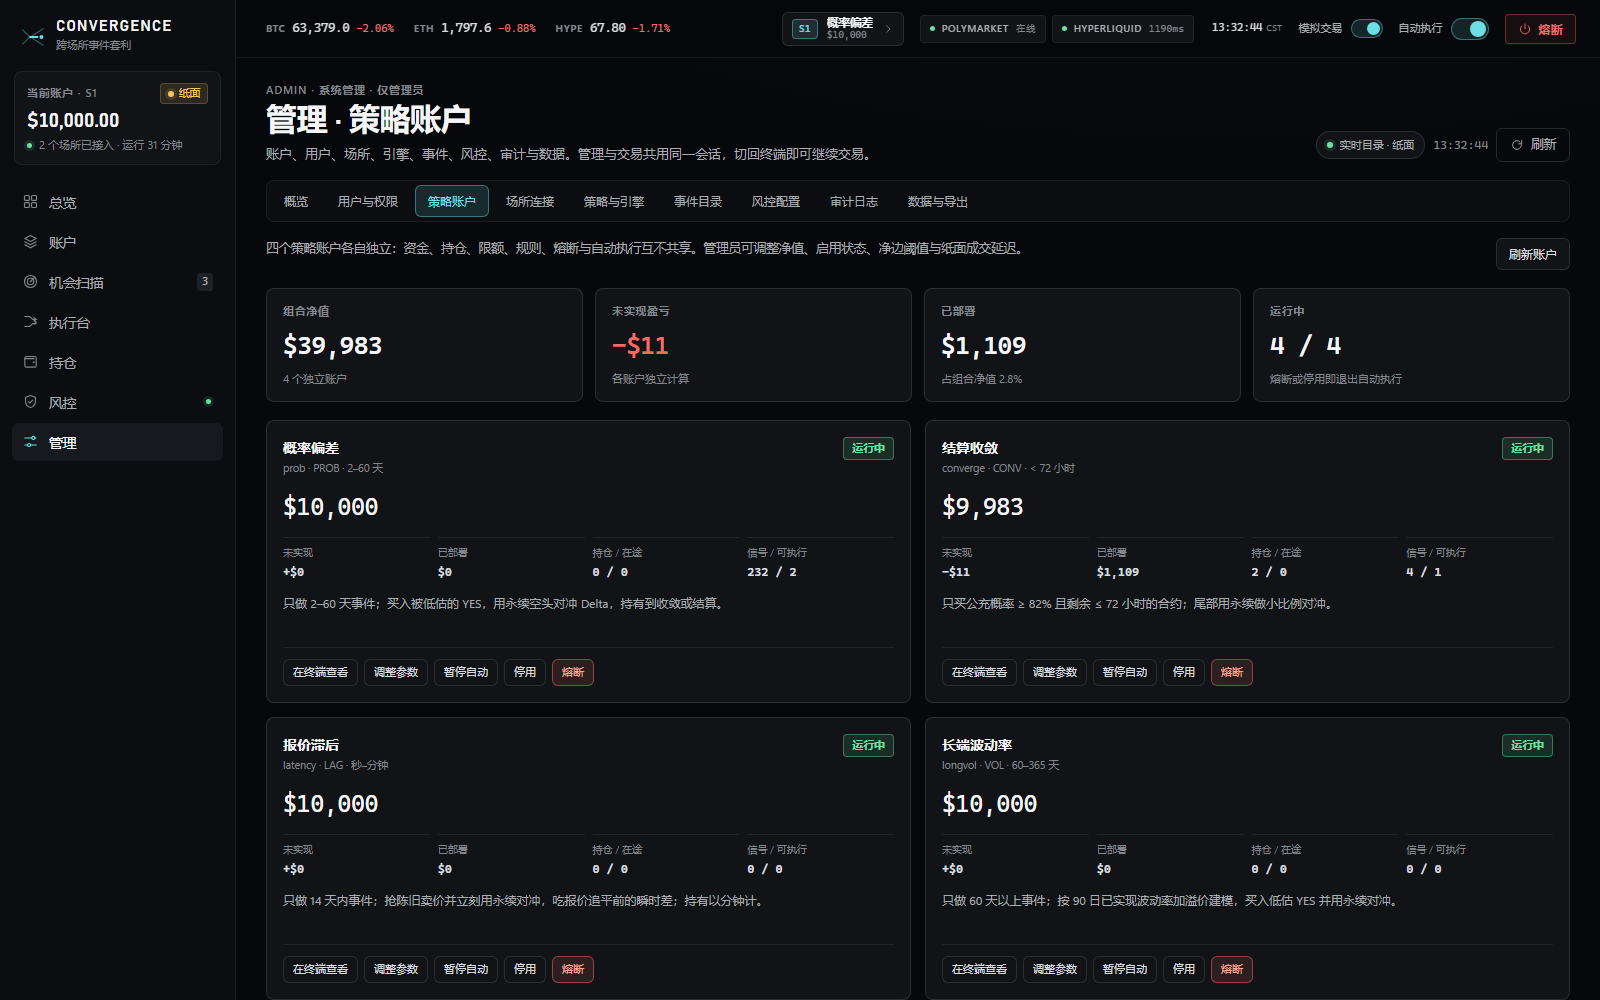 CONVERGENCE
跨场所事件套利
BTC 63,379.0 −2.06% ETH 1,797.6 −0.88% HYPE 67.80 −1.71%
S1 概率偏差 $10,000
POLYMARKET 在线
HYPERLIQUID 1190ms
13:32:44 CST
模拟交易
自动执行
熔断
当前账户 · S1
纸面
$10,000.00
2 个场所已接入 · 运行 31 分钟
总览
账户
机会扫描 3
执行台
持仓
风控
管理
ADMIN · 系统管理 · 仅管理员
管理 · 策略账户
账户、用户、场所、引擎、事件、风控、审计与数据。管理与交易共用同一会话，切回终端即可继续交易。
实时目录 · 纸面
13:32:44
刷新
概览 用户与权限 策略账户 场所连接 策略与引擎 事件目录 风控配置 审计日志 数据与导出
四个策略账户各自独立：资金、持仓、限额、规则、熔断与自动执行互不共享。管理员可调整净值、启用状态、净边阈值与纸面成交延迟。
刷新账户
组合净值
$39,983
4 个独立账户
未实现盈亏
−$11
各账户独立计算
已部署
$1,109
占组合净值 2.8%
运行中
4 / 4
熔断或停用即退出自动执行
概率偏差
运行中
prob · PROB · 2–60 天
$10,000
未实现 已部署 持仓 / 在途 信号 / 可执行
+$0 $0 0 / 0 232 / 2
只做 2–60 天事件；买入被低估的 YES，用永续空头对冲 Delta，持有到收敛或结算。
在终端查看 调整参数 暂停自动 停用 熔断
结算收敛
运行中
converge · CONV · < 72 小时
$9,983
未实现 已部署 持仓 / 在途 信号 / 可执行
−$11 $1,109 2 / 0 4 / 1
只买公允概率 ≥ 82% 且剩余 ≤ 72 小时的合约；尾部用永续做小比例对冲。
在终端查看 调整参数 暂停自动 停用 熔断
报价滞后
运行中
latency · LAG · 秒–分钟
$10,000
未实现 已部署 持仓 / 在途 信号 / 可执行
+$0 $0 0 / 0 0 / 0
只做 14 天内事件；抢陈旧卖价并立刻用永续对冲，吃报价追平前的瞬时差；持有以分钟计。
在终端查看 调整参数 暂停自动 停用 熔断
长端波动率
运行中
longvol · VOL · 60–365 天
$10,000
未实现 已部署 持仓 / 在途 信号 / 可执行
+$0 $0 0 / 0 0 / 0
只做 60 天以上事件；按 90 日已实现波动率加溢价建模，买入低估 YES 并用永续对冲。
在终端查看 调整参数 暂停自动 停用 熔断